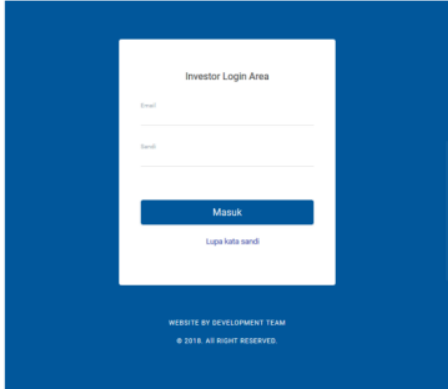 Investor Login Area
Email
Sandi
Masuk
Lupa kata sandi
WEBSITE BY DEVELOPMENT TEAM
© 2018. All RIGHT RESERVED.